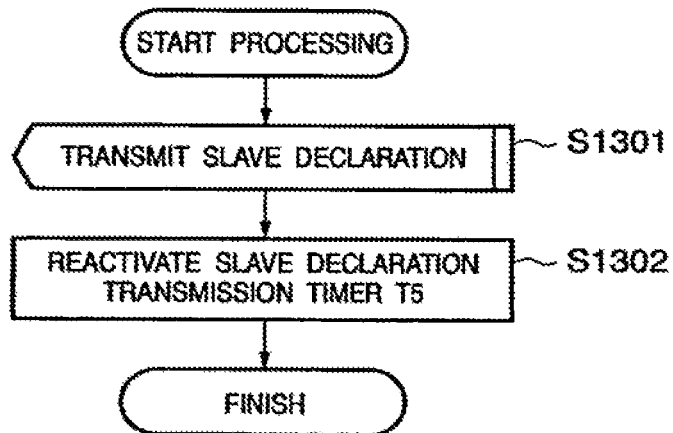 START PROCESSING
TRANSMIT SLAVE DECLARATION
S1301
REACTIVATE SLAVE DECLARATION
TRANSMISSION TIMER T5
S1302
FINISH